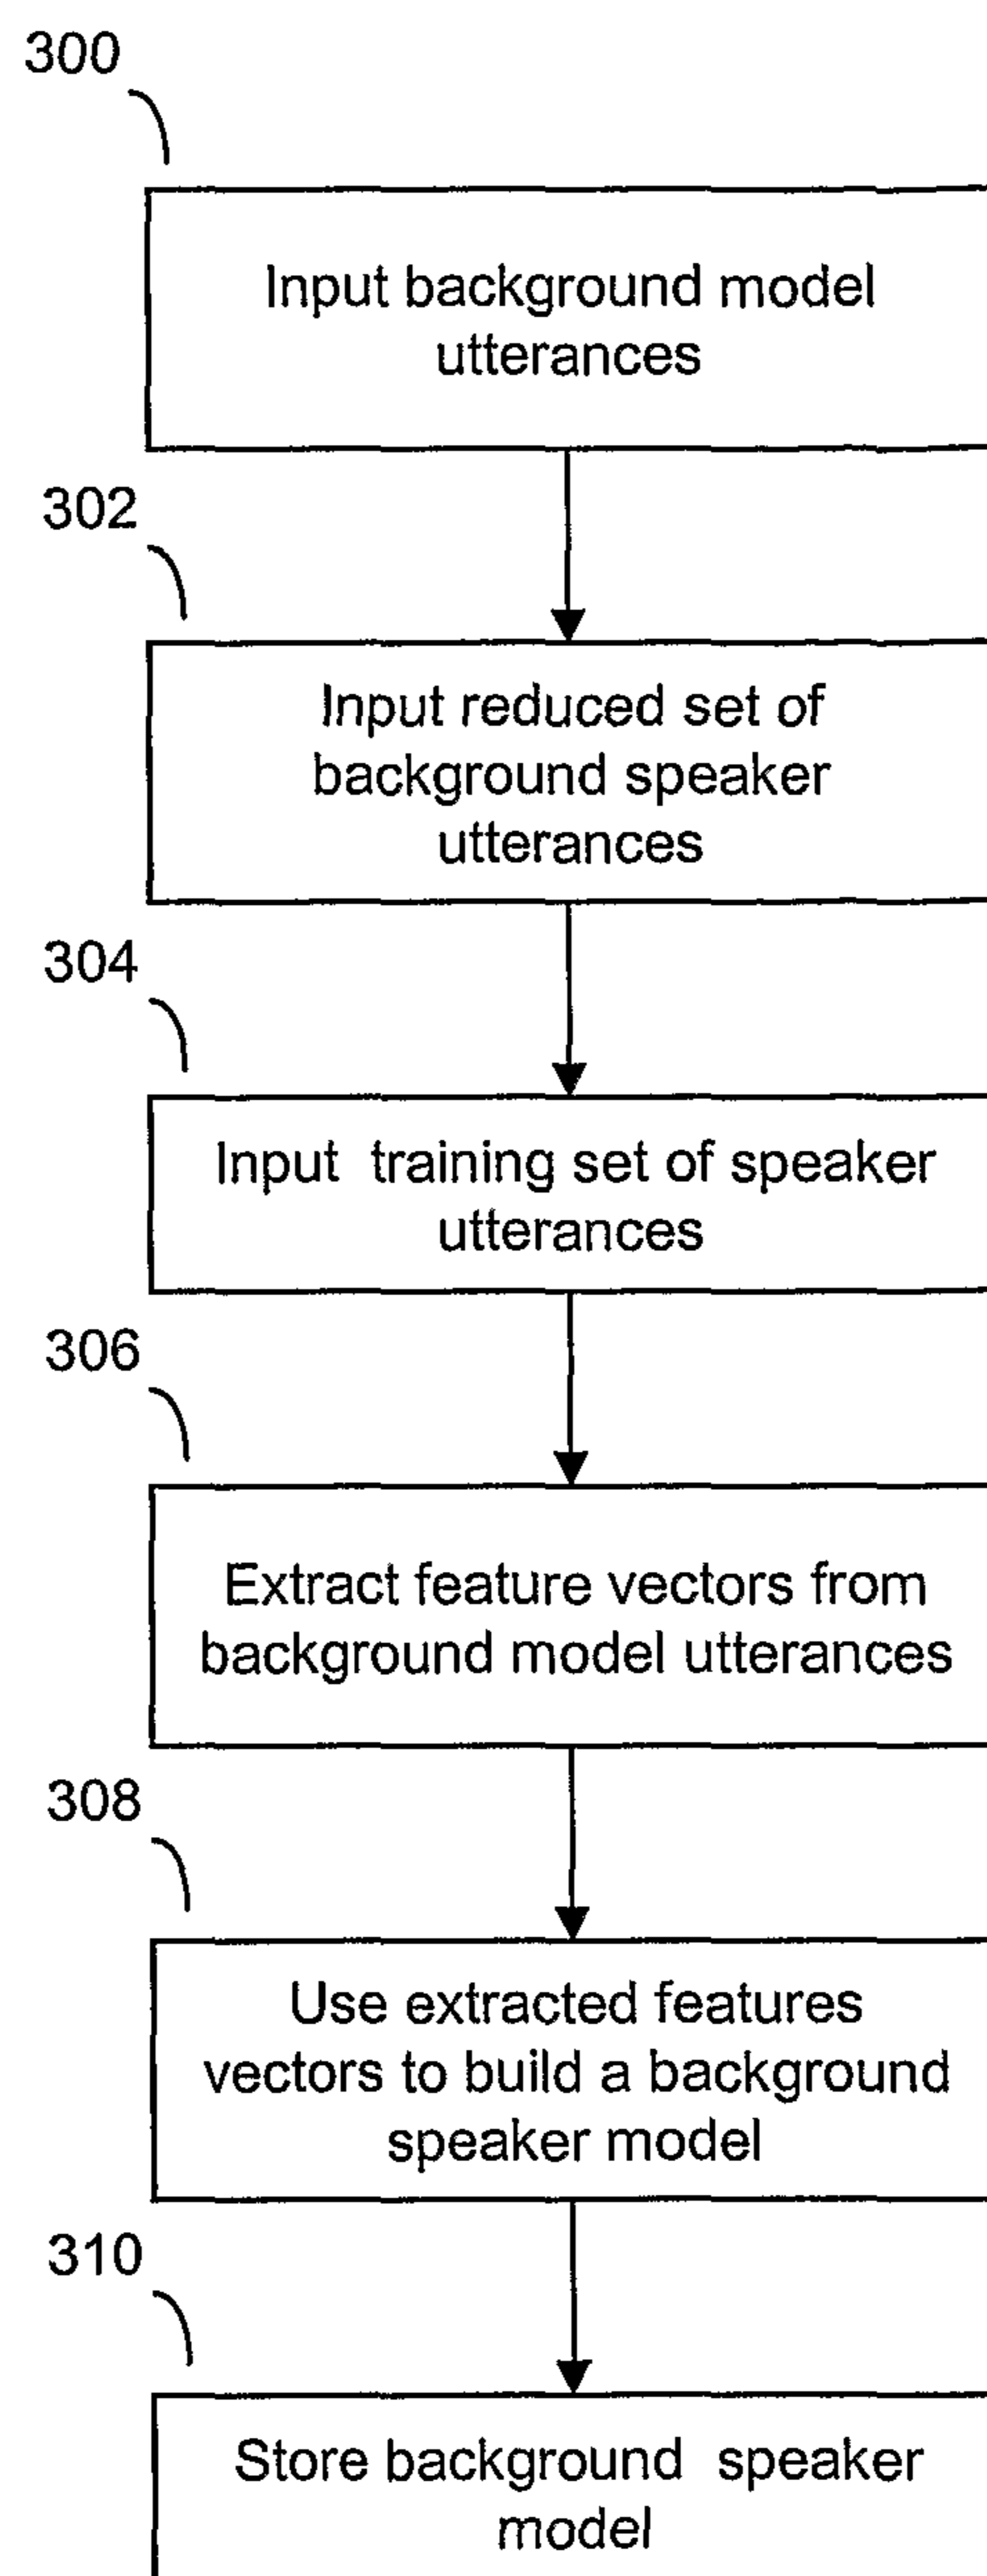 300
Input background model
utterances
302
Input reduced set of
background speaker
utterances
304
Input training set of speaker
utterances
306
Extract feature vectors from
background model utterances
308
Use extracted features
vectors to build a background
speaker model
310
Store background speaker
model